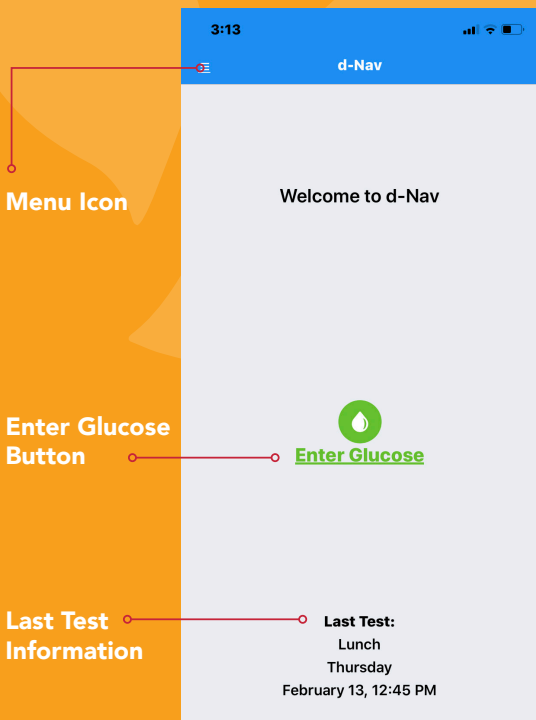 3:13
d-Nav
Menu Icon
Welcome to d-Nav
Enter Glucose
Button
Enter Glucose
Last Test
Information
Last Test:
Lunch
Thursday
February 13, 12:45 PM